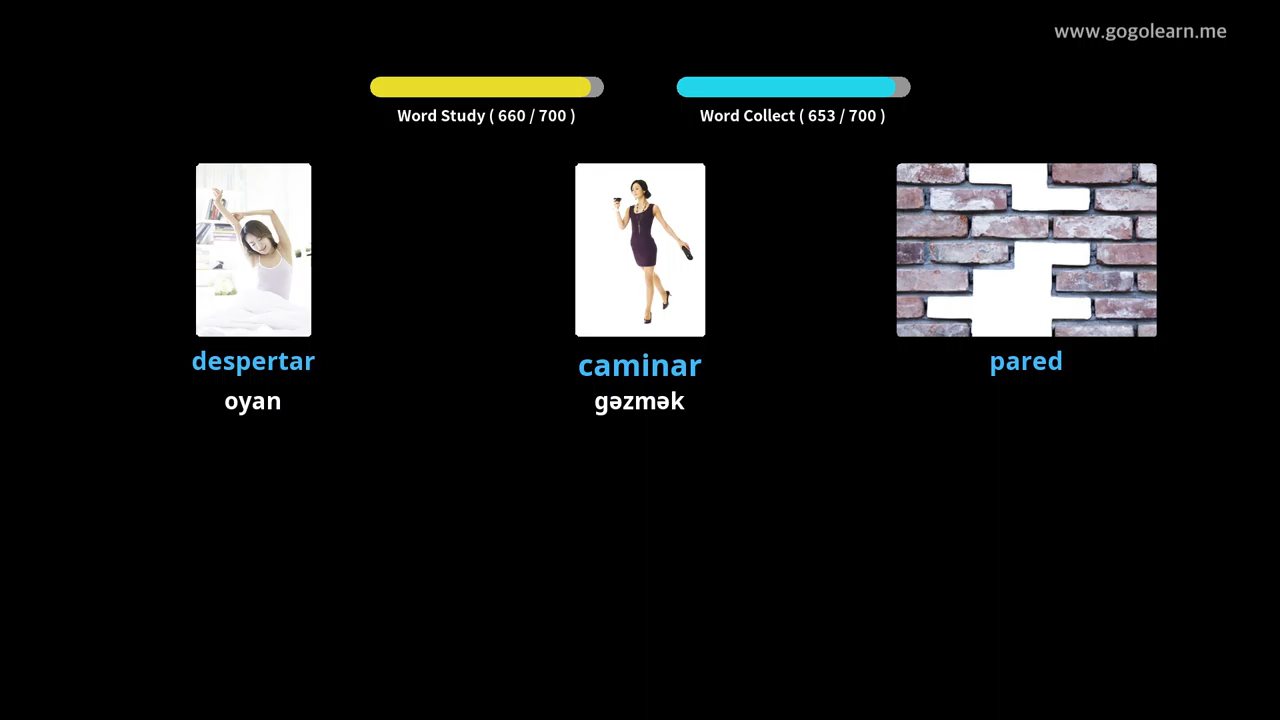 www.gogolearn.me
Word Study ( 660 / 700 )
Word Collect ( 653 / 700 )
despertar
oyan
caminar
gəzmək
pared